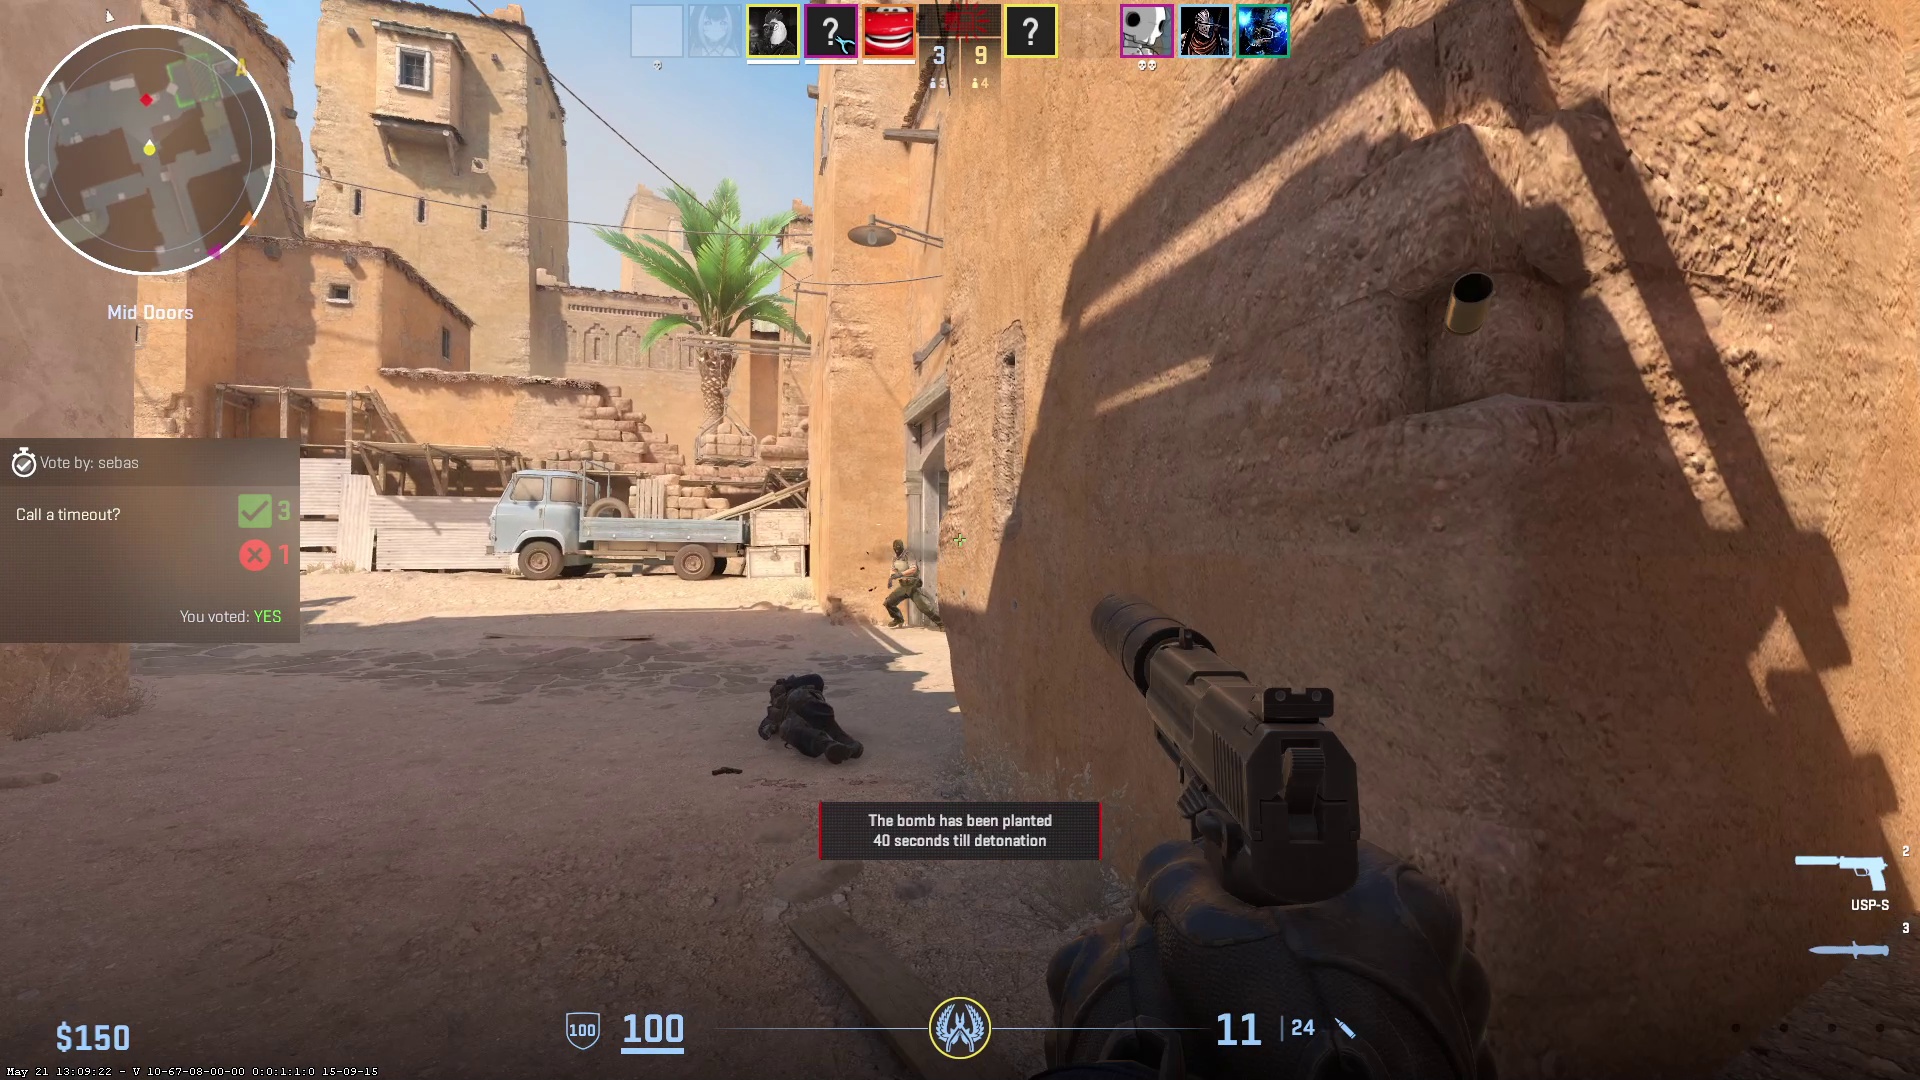 A
B
?
3
9
?
3
4
Mid Doors
Vote by: sebas
Call a timeout?
3
1
You voted: YES
The bomb has been planted
40 seconds till detonation
2
USP-S
3
$150
100
100
11
24
May 21 13:09:22 - V 10-67-08-00-00 0:0:1:1:0 15-09-15